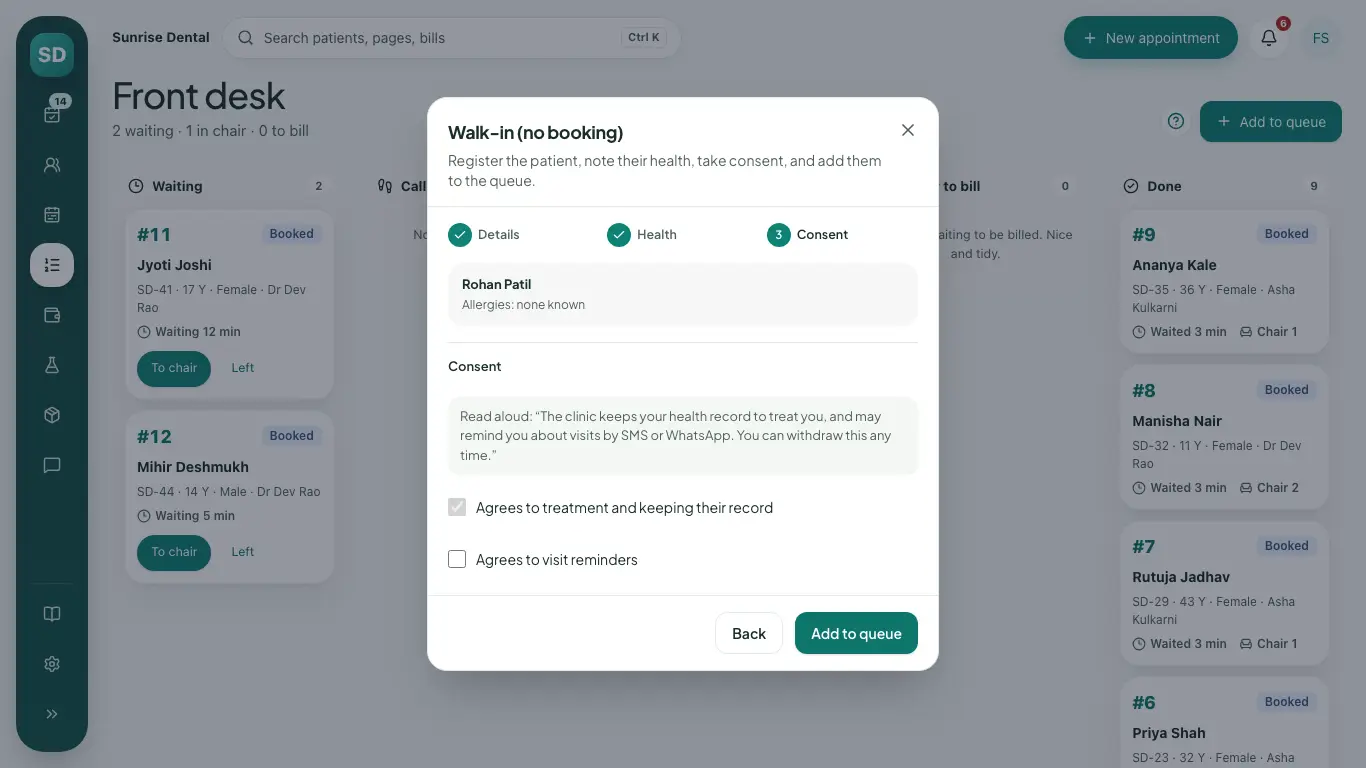 SD
Sunrise Dental
Search patients, pages, bills
Ctrl K
New appointment
6
FS
14
Front desk
2 waiting · 1 in chair · 0 to bill
Add to queue
Waiting
2
#11
Booked
Jyoti Joshi
SD-41 · 17 Y · Female · Dr Dev
Rao
Waiting 12 min
To chair
Left
#12
Booked
Mihir Deshmukh
SD-44 · 14 Y · Male · Dr Dev Rao
Waiting 5 min
To chair
Left
Walk-in (no booking)
Register the patient, note their health, take consent, and add them
to the queue.
Details
Health
3
Consent
Rohan Patil
Allergies: none known
Consent
Read aloud: “The clinic keeps your health record to treat you, and may
remind you about visits by SMS or WhatsApp. You can withdraw this any
time.”
Agrees to treatment and keeping their record
Agrees to visit reminders
Back
Add to queue
to bill
0
to be billed. Nice
and tidy.
Done
9
#9
Booked
Ananya Kale
SD-35 · 36 Y · Female · Asha
Kulkarni
Waited 3 min
Chair 1
#8
Booked
Manisha Nair
SD-32 · 11 Y · Female · Dr Dev
Rao
Waited 3 min
Chair 2
#7
Booked
Rutuja Jadhav
SD-29 · 43 Y · Female · Asha
Kulkarni
Waited 3 min
Chair 1
#6
Booked
Priya Shah
SD-23 · 32 Y · Female · Asha